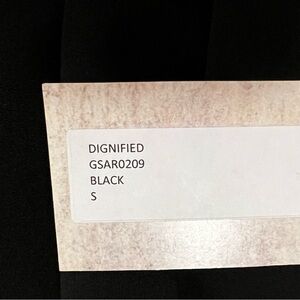 DIGNIFIED
GSAR0209
BLACK
S